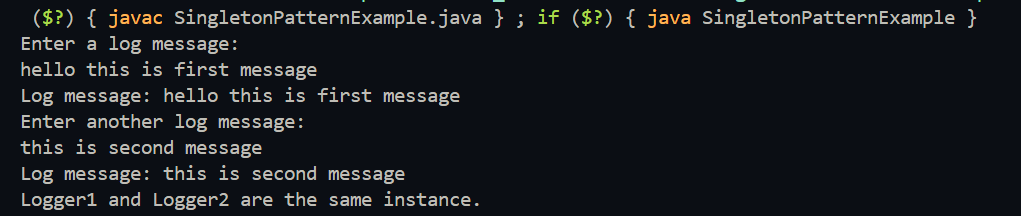 ($?) { javac SingletonPatternExample.java } ; if ($?) { java SingletonPatternExample }
Enter a log message:
hello this is first message
Log message: hello this is first message
Enter another log message:
this is second message
Log message: this is second message
Logger1 and Logger2 are the same instance.